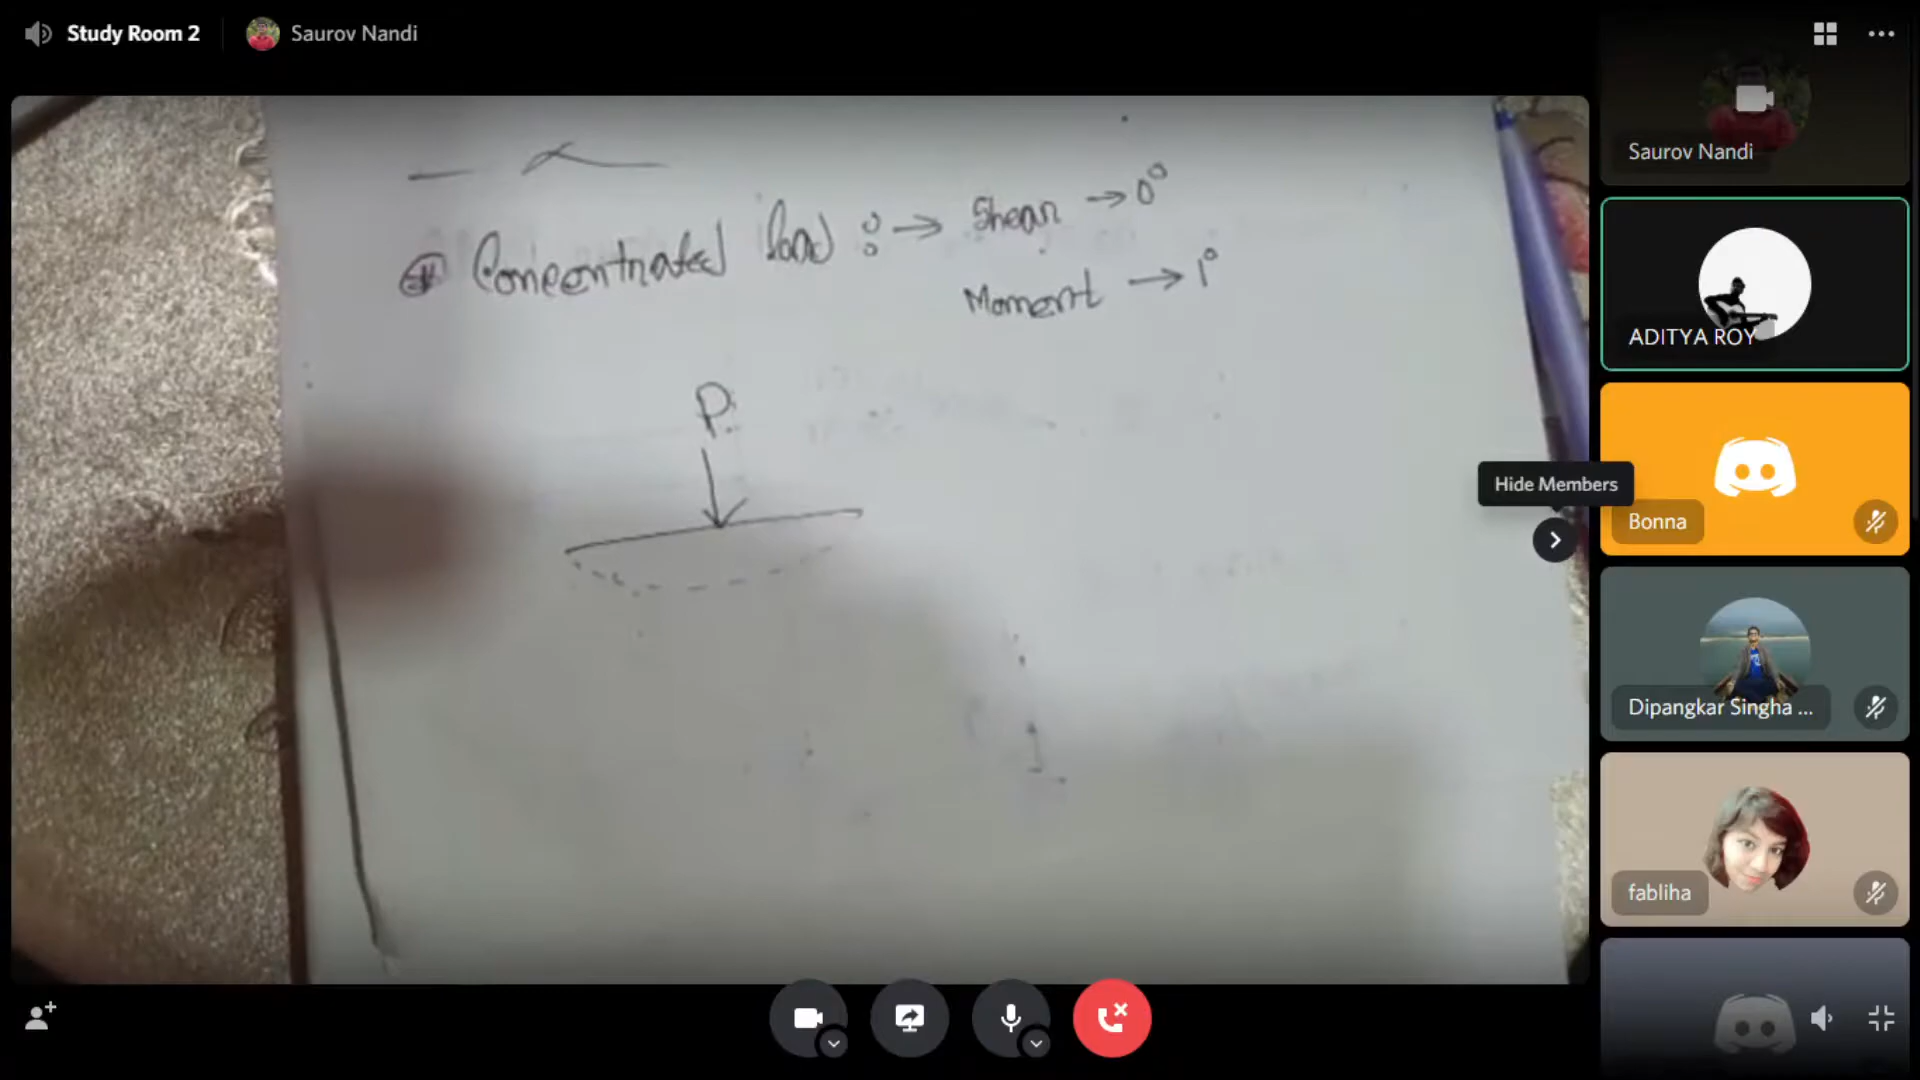 Study Room 2
Saurov Nandi
Saurov Nandi
Concentrated load : → Shear → 0°
Moment → 1°
P
ADITYA ROY
Hide Members
Bonna
Dipangkar Singha ...
fabliha